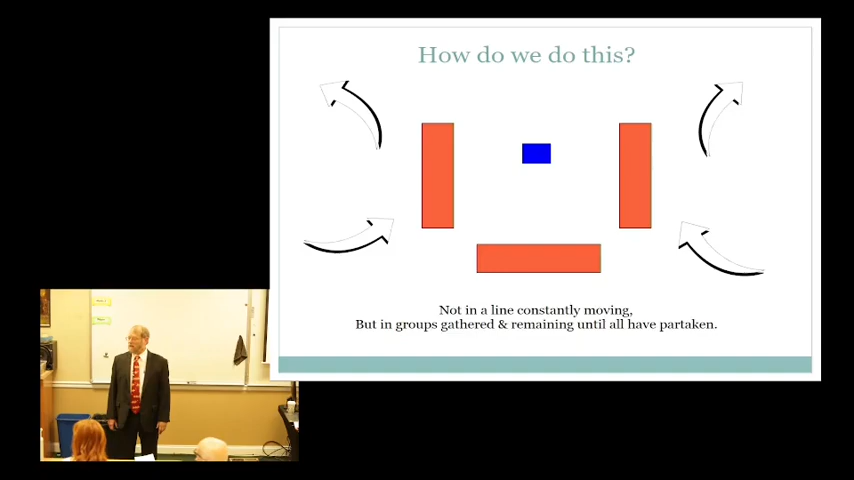 How do we do this?
Not in a line constantly moving,
But in groups gathered & remaining until all have partaken.